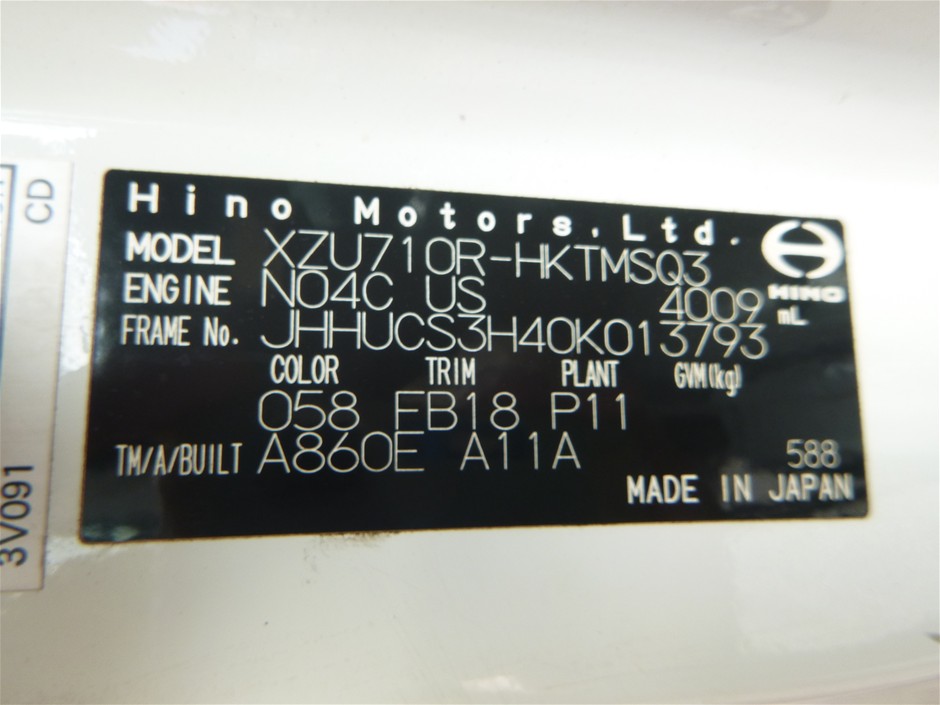 Hino Motors,Ltd.
MODEL XZU710R-HKTMSQ3
ENGINE N04C US 4009 mL
HINO
FRAME No. JHHUCS3H40K013793
COLOR TRIM PLANT GVM(kg)
058 EB18 P11
TM/A/BUILT A860E A11A 588
MADE IN JAPAN
CD
3V091